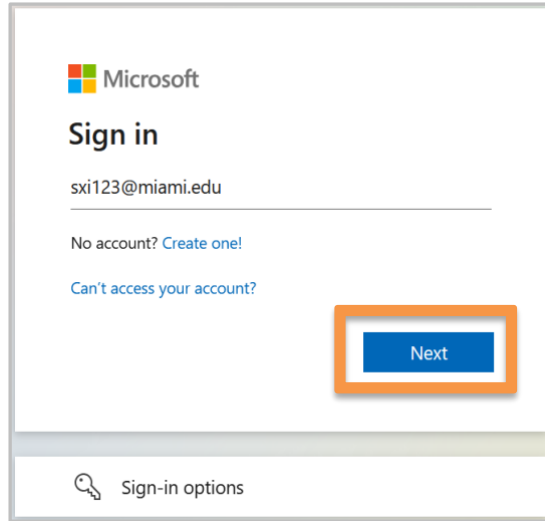 Microsoft
Sign in
sxi123@miami.edu
No account? Create one!
Can't access your account?
Next
Sign-in options